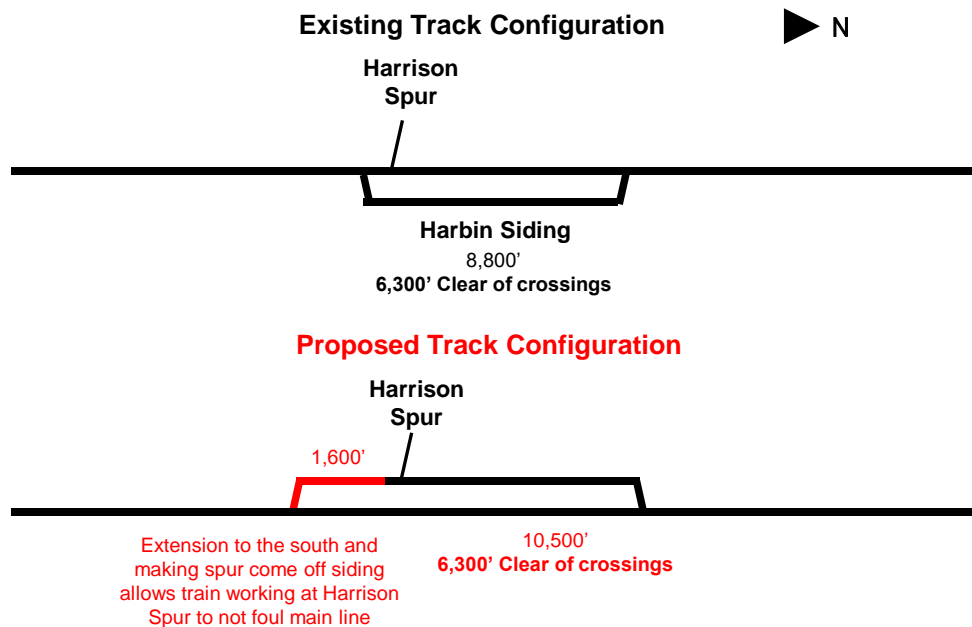 Existing Track Configuration
N
Harrison
Spur
Harbin Siding
8,800’
6,300’ Clear of crossings
Proposed Track Configuration
Harrison
Spur
1,600’
Extension to the south and
making spur come off siding
allows train working at Harrison
Spur to not foul main line
10,500’
6,300’ Clear of crossings